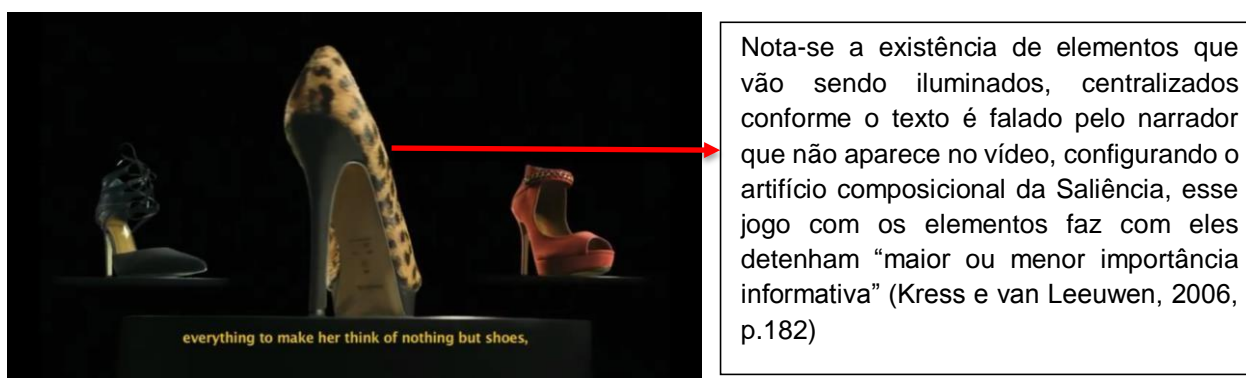 everything to make her think of nothing but shoes,
Nota-se a existência de elementos que
vão sendo iluminados, centralizados
conforme o texto é falado pelo narrador
que não aparece no vídeo, configurando o
artifício composicional da Saliência, esse
jogo com os elementos faz com eles
detenham “maior ou menor importância
informativa” (Kress e van Leeuwen, 2006,
p.182)